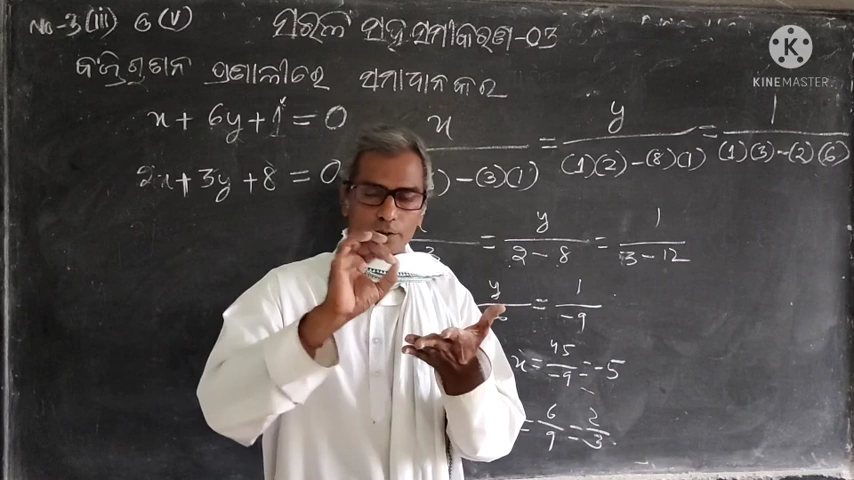 No-3(iii) ଓ (v)
ସରଳ ସହସମୀକରଣ-03
ବଜ୍ରଗୁଣନ ପ୍ରଣାଳୀରେ ସମାଧାନ କର
x + 6y + 1 = 0
2x + 3y + 8 = 0
x
= y / (1)(2) - (8)(1) = 1 / (1)(3) - (2)(6)
) - (3)(1)
= y / 2 - 8 = 1 / 3 - 12
y = 1 / -9
x = 45 / -9 = -5
= 6 / 9 = 2 / 3
K
KINEMASTER